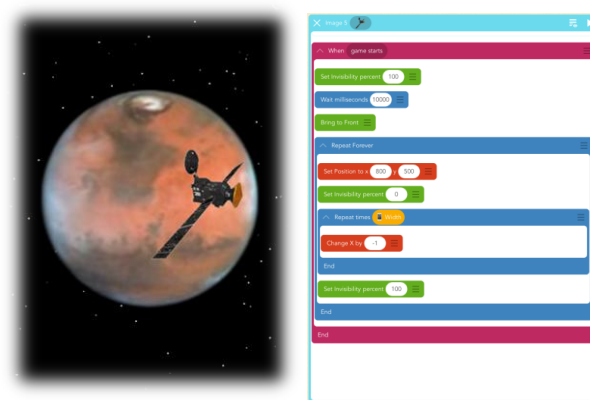 Image 5
When game starts
Set Invisibility percent 100
Wait milliseconds 10000
Bring to Front
Repeat Forever
Set Position to x 800 y 500
Set Invisibility percent 0
Repeat times Width
Change X by -1
End
Set Invisibility percent 100
End
End